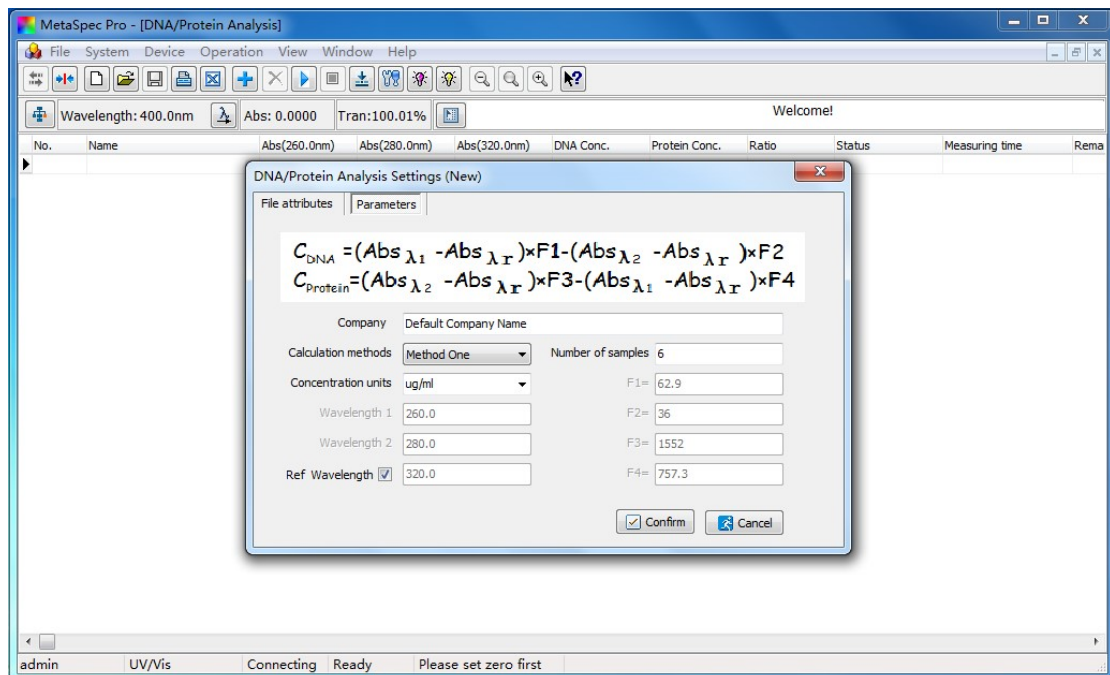 MetaSpec Pro - [DNA/Protein Analysis]
File System Device Operation View Window Help
Wavelength: 400.0nm Abs: 0.0000 Tran:100.01% Welcome!
No. Name Abs(260.0nm) Abs(280.0nm) Abs(320.0nm) DNA Conc. Protein Conc. Ratio Status Measuring time Rema
DNA/Protein Analysis Settings (New)
File attributes Parameters
C DNA =(Abs λ1 -Abs λr )×F1-(Abs λ2 -Abs λr )×F2
C Protein=(Abs λ2 -Abs λr )×F3-(Abs λ1 -Abs λr )×F4
Company Default Company Name
Calculation methods Method One Number of samples 6
Concentration units ug/ml F1= 62.9
Wavelength 1 260.0 F2= 36
Wavelength 2 280.0 F3= 1552
Ref Wavelength 320.0 F4= 757.3
Confirm Cancel
admin UV/Vis Connecting Ready Please set zero first